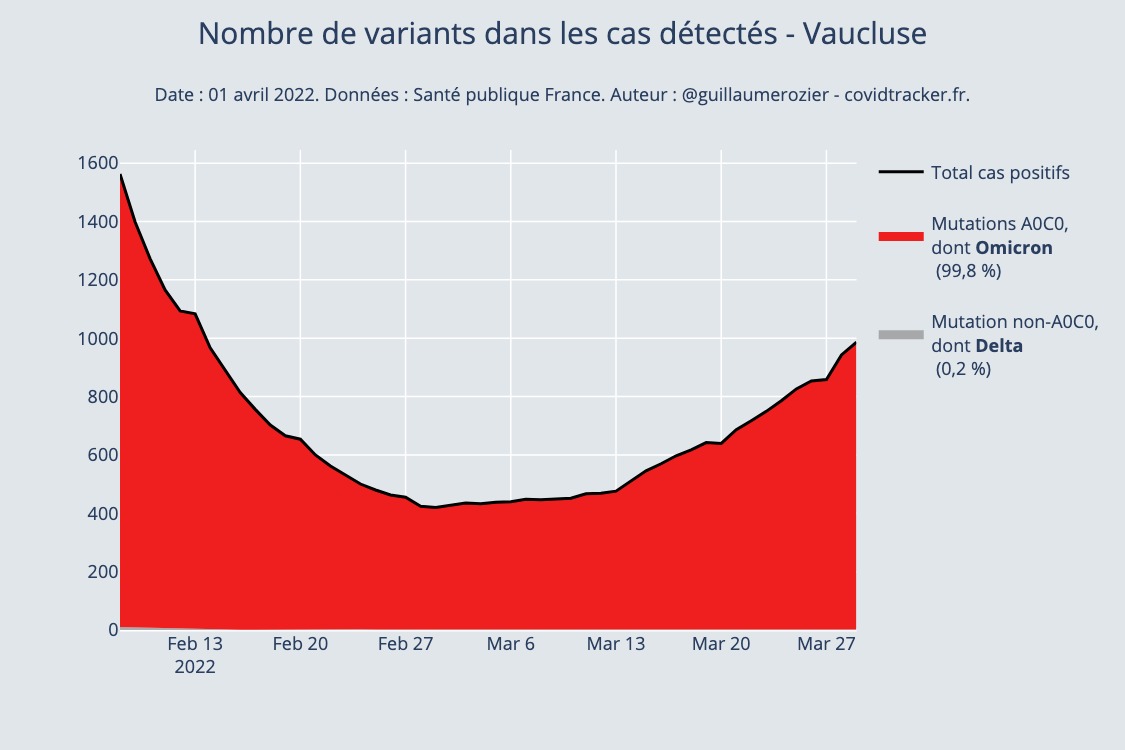 Nombre de variants dans les cas détectés - Vaucluse
Date : 01 avril 2022. Données : Santé publique France. Auteur : @guillaumerozier - covidtracker.fr.
1600
1400
1200
1000
800
600
400
200
0
Feb 13
2022
Feb 20
Feb 27
Mar 6
Mar 13
Mar 20
Mar 27
Total cas positifs
Mutations A0C0,
dont Omicron
(99,8 %)
Mutation non-A0C0,
dont Delta
(0,2 %)